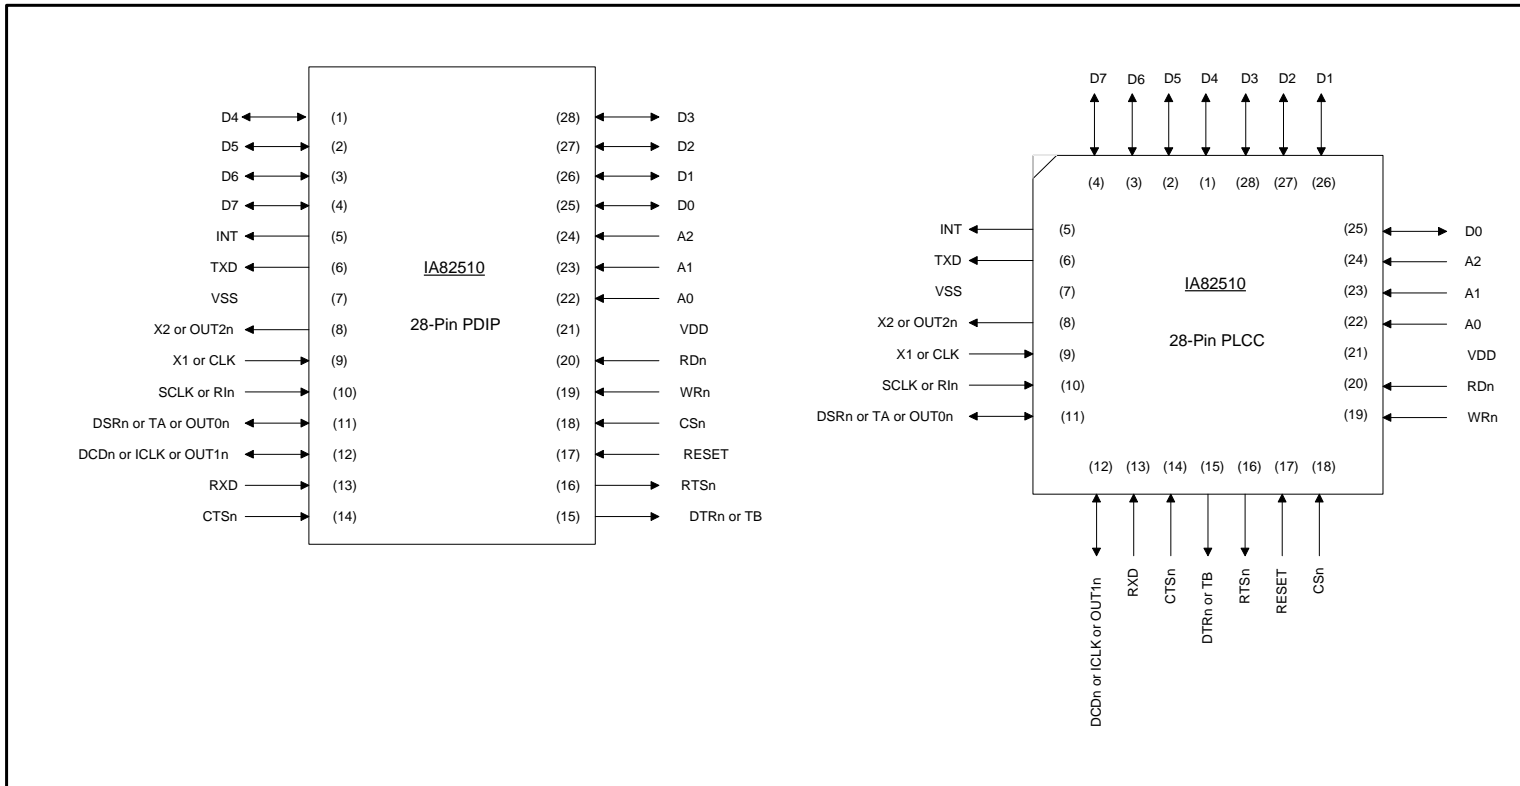 D4 (1) (28) D3
D5 (2) (27) D2
D6 (3) (26) D1
D7 (4) (25) D0
INT (5) (24) A2
TXD (6) IA82510 (23) A1
VSS (7) (22) A0
28-Pin PDIP
X2 or OUT2n (8) (21) VDD
X1 or CLK (9) (20) RDn
SCLK or RIn (10) (19) WRn
DSRn or TA or OUT0n (11) (18) CSn
DCDn or ICLK or OUT1n (12) (17) RESET
RXD (13) (16) RTSn
CTSn (14) (15) DTRn or TB
D7 D6 D5 D4 D3 D2 D1
(4) (3) (2) (1) (28) (27) (26)
INT (5) (25) D0
TXD (6) (24) A2
VSS (7) IA82510 (23) A1
X2 or OUT2n (8) (22) A0
28-Pin PLCC
X1 or CLK (9) (21) VDD
SCLK or RIn (10) (20) RDn
DSRn or TA or OUT0n (11) (19) WRn
(12) (13) (14) (15) (16) (17) (18)
DCDn or ICLK or OUT1n
RXD
CTSn
DTRn or TB
RTSn
RESET
CSn